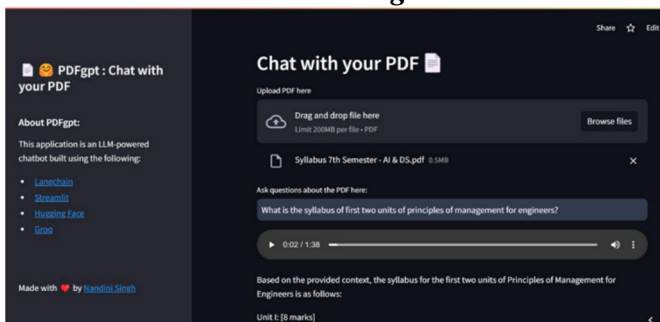 Share Edit
PDFgpt : Chat with
your PDF
About PDFgpt:
This application is an LLM-powered
chatbot built using the following:
Langchain
Streamlit
Hugging Face
Groq
Made with by Nandini Singh
Chat with your PDF
Upload PDF here
Drag and drop file here
Limit 200MB per file • PDF
Browse files
Syllabus 7th Semester - AI & DS.pdf 0.5MB
Ask questions about the PDF here:
What is the syllabus of first two units of principles of management for engineers?
0:02 / 1:38
Based on the provided context, the syllabus for the first two units of Principles of Management for
Engineers is as follows:
Unit I: [8 marks]